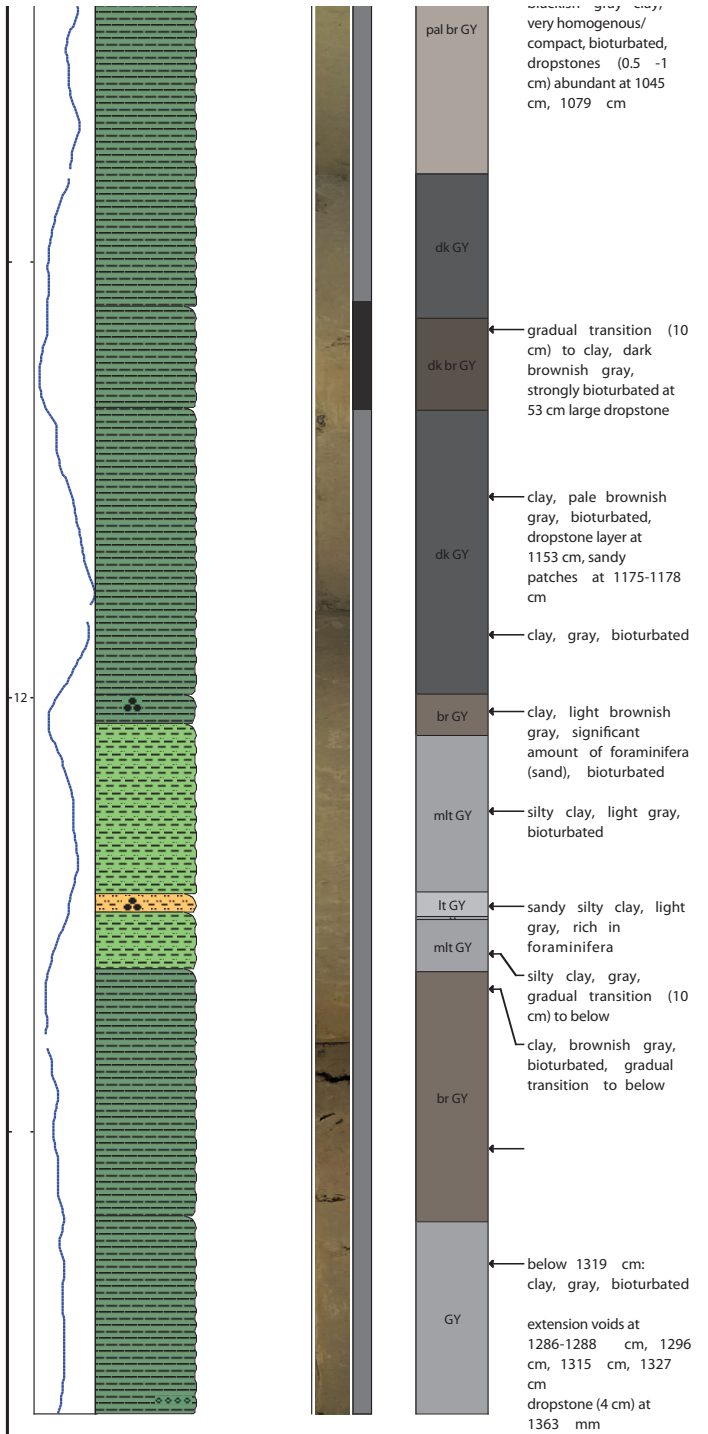 pal br GY
blackish gray clay,
very homogenous/
compact, bioturbated,
dropstones (0.5 -1
cm) abundant at 1045
cm, 1079 cm
dk GY
dk br GY
gradual transition (10
cm) to clay, dark
brownish gray,
strongly bioturbated at
53 cm large dropstone
dk GY
clay, pale brownish
gray, bioturbated,
dropstone layer at
1153 cm, sandy
patches at 1175-1178
cm
clay, gray, bioturbated
12
br GY
clay, light brownish
gray, significant
amount of foraminifera
(sand), bioturbated
mlt GY
silty clay, light gray,
bioturbated
lt GY
sandy silty clay, light
gray, rich in
foraminifera
mlt GY
silty clay, gray,
gradual transition (10
cm) to below
clay, brownish gray,
bioturbated, gradual
transition to below
br GY
below 1319 cm:
clay, gray, bioturbated
GY
extension voids at
1286-1288 cm, 1296
cm, 1315 cm, 1327
cm
dropstone (4 cm) at
1363 mm